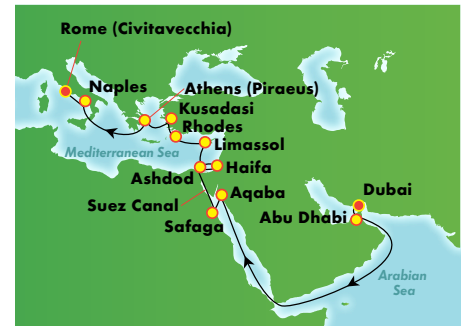 Rome (Civitavecchia)
Naples
Athens (Piraeus)
Kusadasi
Rhodes
Mediterranean Sea
Limassol
Haifa
Ashdod
Suez Canal
Aqaba
Dubai
Safaga
Abu Dhabi
Arabian
Sea